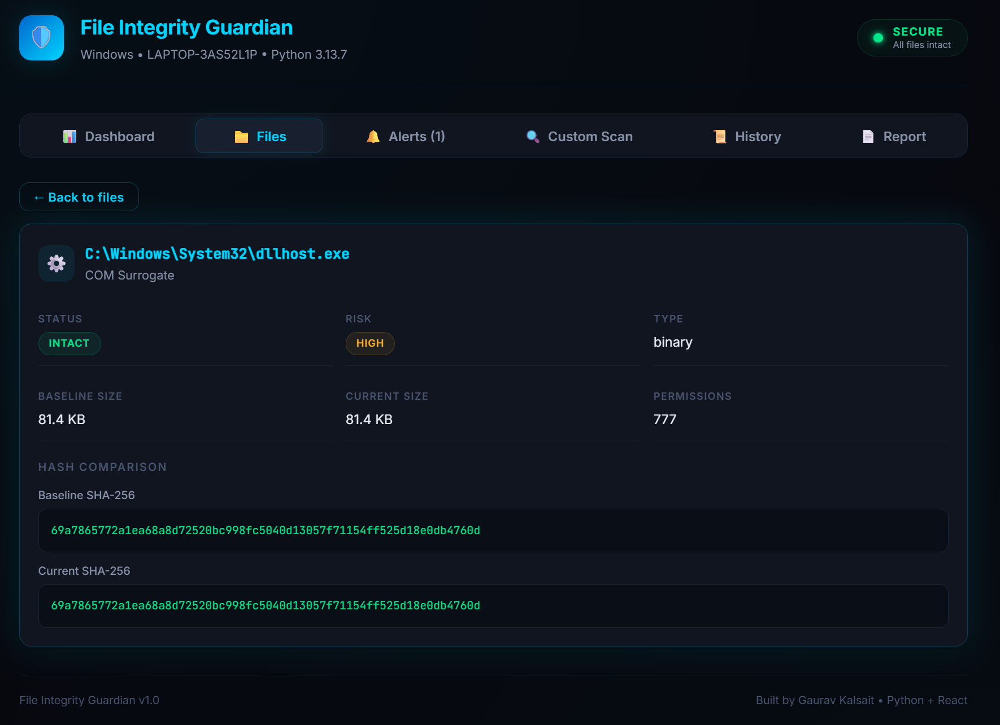 File Integrity Guardian
Windows • LAPTOP-3AS52L1P • Python 3.13.7
SECURE
All files intact
Dashboard
Files
Alerts (1)
Custom Scan
History
Report
← Back to files
C:\Windows\System32\dllhost.exe
COM Surrogate
STATUS
INTACT
RISK
HIGH
TYPE
binary
BASELINE SIZE
81.4 KB
CURRENT SIZE
81.4 KB
PERMISSIONS
777
HASH COMPARISON
Baseline SHA-256
69a7865772a1ea68a8d72520bc998fc5040d13057f71154ff525d18e0db4760d
Current SHA-256
69a7865772a1ea68a8d72520bc998fc5040d13057f71154ff525d18e0db4760d
File Integrity Guardian v1.0
Built by Gaurav Kalsait • Python + React